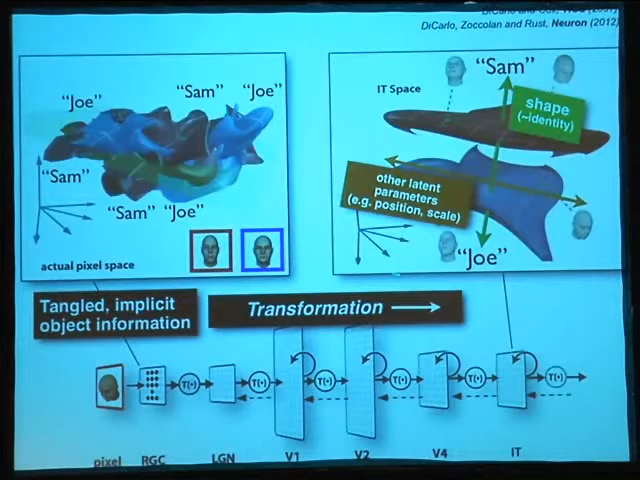 DiCarlo, Zoccolan and Rust, Neuron (2012)
"Joe"
"Sam"
"Joe"
"Sam"
"Sam"
"Joe"
actual pixel space
IT Space
"Sam"
shape
(~identity)
other latent
parameters
(e.g. position, scale)
"Joe"
Tangled, implicit
object information
Transformation
T(•)
T(•)
T(•)
T(•)
T(•)
T(•)
pixel
RGC
LGN
V1
V2
V4
IT